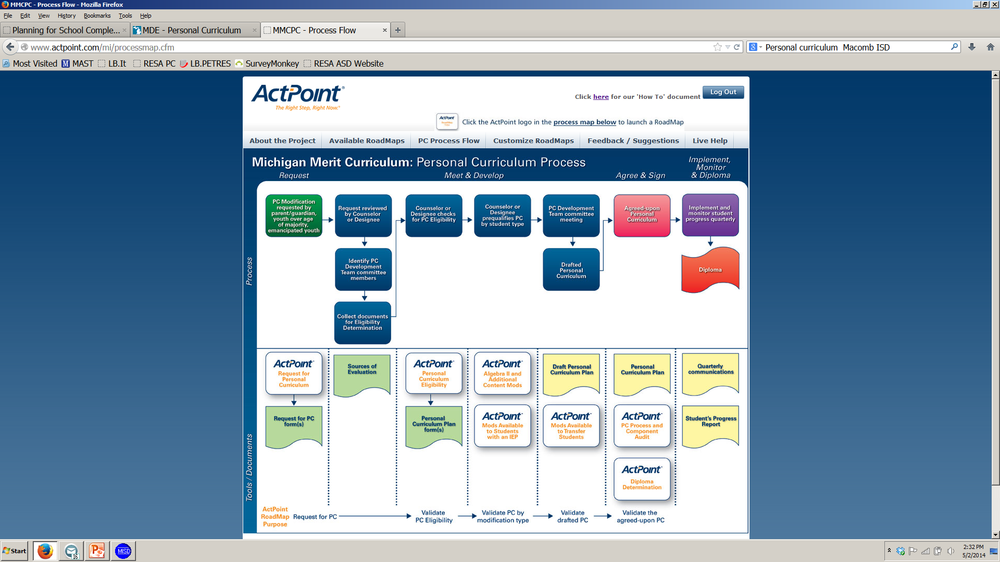 MMCPC - Process Flow - Mozilla Firefox
File Edit View History Bookmarks Tools Help
Planning for School Comple... MDE - Personal Curriculum MMCPC - Process Flow
www.actpoint.com/mi/processmap.cfm Personal curriculum Macomb ISD
Most Visited MAST LB.It RESA PC LB.PETRES SurveyMonkey RESA ASD Website
ActPoint®
The Right Step, Right Now.®
Click here for our 'How To' document
Log Out
Click the ActPoint logo in the process map below to launch a RoadMap
About the Project Available RoadMaps PC Process Flow Customize RoadMaps Feedback / Suggestions Live Help
Michigan Merit Curriculum: Personal Curriculum Process
Request
Meet & Develop
Agree & Sign
Implement,
Monitor
& Diploma
Process
PC Modification
requested by
parent/guardian,
youth over age
of majority,
emancipated youth
Request reviewed
by Counselor
or Designee
Counselor or
Designee checks
for PC Eligibility
Counselor or
Designee
prequalifies PC
by student type
PC Development
Team committee
meeting
Agreed-upon
Personal
Curriculum
Implement and
monitor student
progress quarterly
Identify PC
Development
Team committee
members
Drafted
Personal
Curriculum
Diploma
Collect documents
for Eligibility
Determination
Tools / Documents
ActPoint™
Request for
Personal
Curriculum
Sources of
Evaluation
ActPoint™
Personal
Curriculum
Eligibility
ActPoint™
Algebra II and
Additional
Content Mods
Draft Personal
Curriculum Plan
Personal
Curriculum Plan
Quarterly
communications
Request for PC
form(s)
Personal
Curriculum Plan
form(s)
ActPoint™
Mods Available
to Students
with an IEP
ActPoint™
Mods Available
to Transfer
Students
ActPoint™
PC Process and
Component
Audit
Student's Progress
Report
ActPoint™
Diploma
Determination
ActPoint
RoadMap
Purpose
Request for PC
Validate
PC Eligibility
Validate PC by
modification type
Validate
drafted PC
Validate the
agreed-upon PC
Start
16
MISD
2:32 PM
5/2/2014